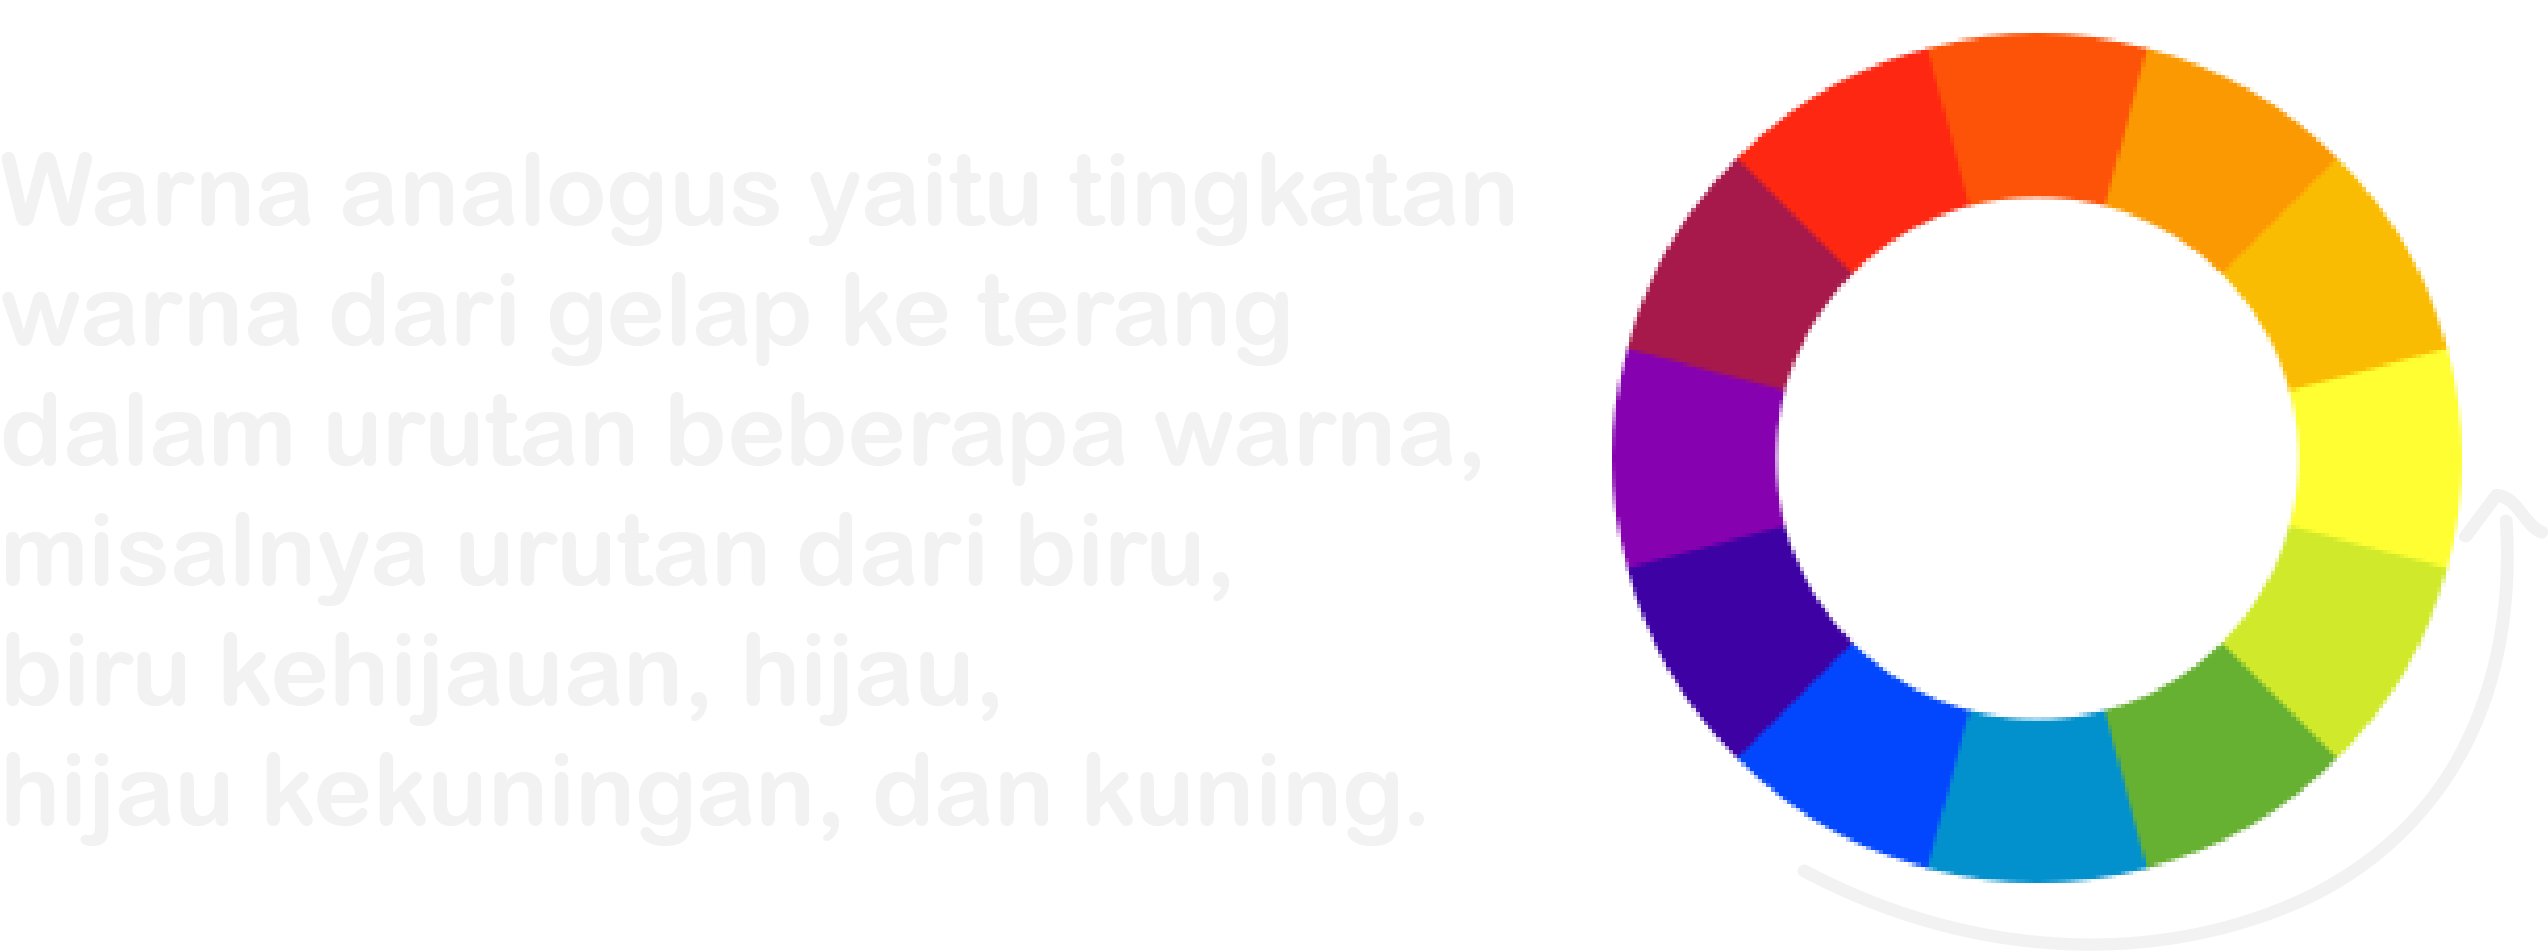 Warna analogus yaitu tingkatan
warna dari gelap ke terang
dalam urutan beberapa warna,
misalnya urutan dari biru,
biru kehijauan, hijau,
hijau kekuningan, dan kuning.